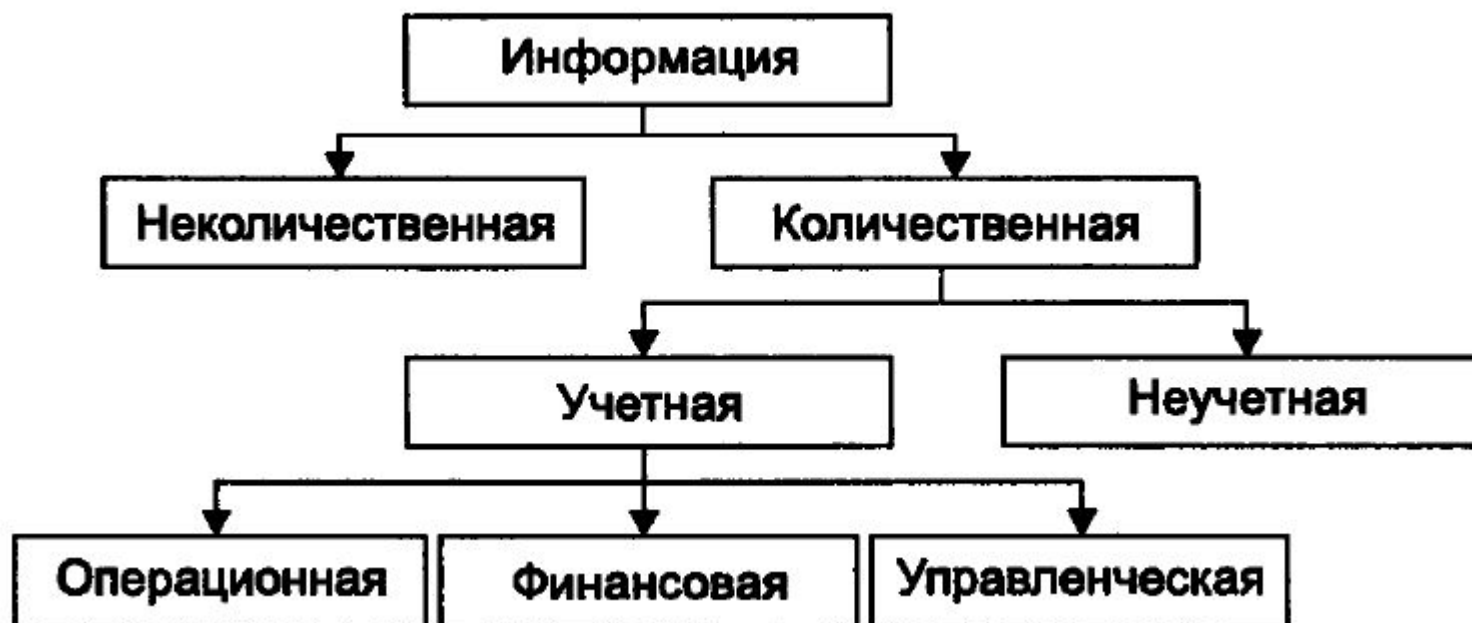 Информация
Неколичественная
Количественная
Учетная
Неучетная
Операционная
Финансовая
Управленческая